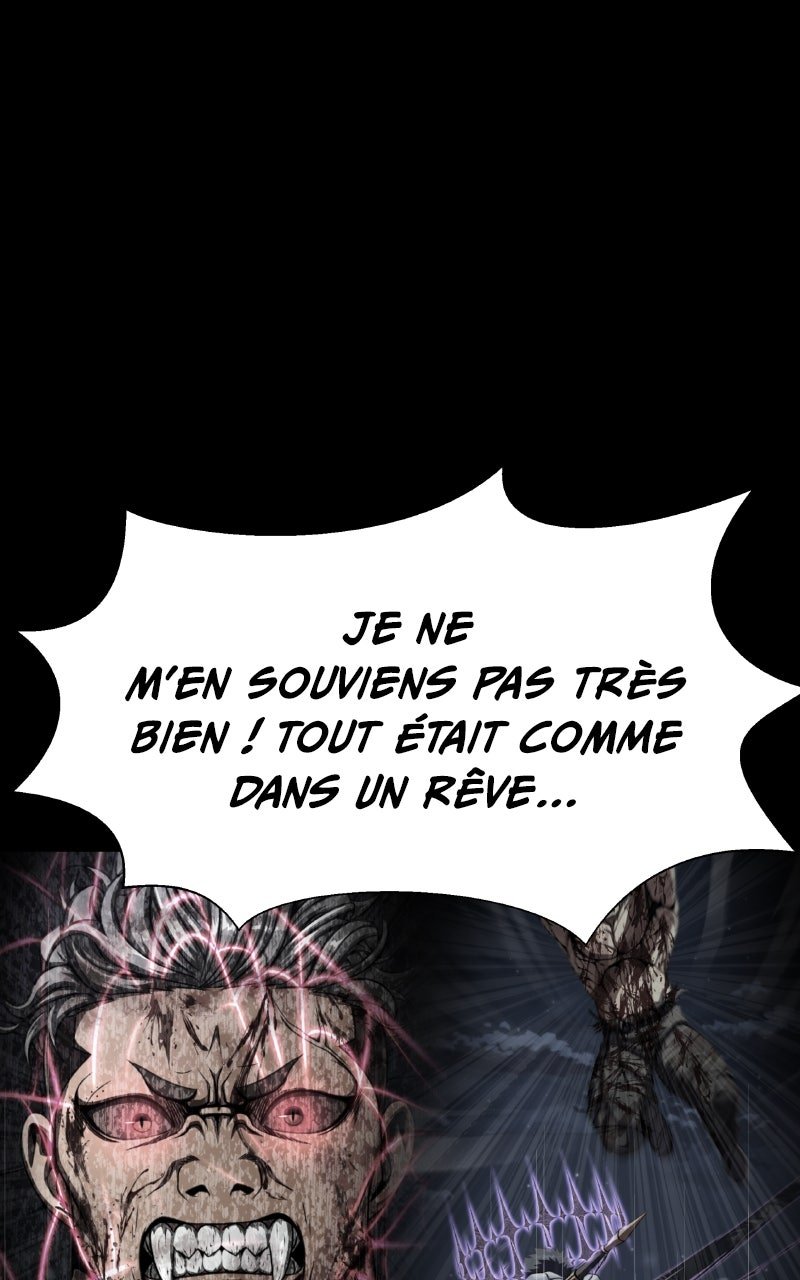 JE NE
M'EN SOUVIENS PAS TRÈS
BIEN ! TOUT ÉTAIT COMME
DANS UN RÊVE...